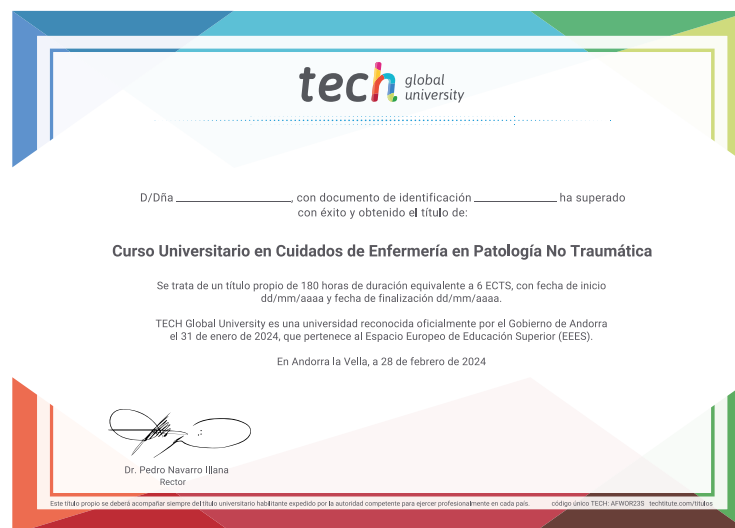 tech global university
D/Dña ____________, con documento de identificación ____________ ha superado
con éxito y obtenido el título de:
Curso Universitario en Cuidados de Enfermería en Patología No Traumática
Se trata de un título propio de 180 horas de duración equivalente a 6 ECTS, con fecha de inicio
dd/mm/aaaa y fecha de finalización dd/mm/aaaa.
TECH Global University es una universidad reconocida oficialmente por el Gobierno de Andorra
el 31 de enero de 2024, que pertenece al Espacio Europeo de Educación Superior (EEES).
En Andorra la Vella, a 28 de febrero de 2024
Dr. Pedro Navarro Illana
Rector
Este título propio se deberá acompañar siempre del título universitario habilitante expedido por la autoridad competente para ejercer profesionalmente en cada país. código único TECH: AFWOR23S techtitute.com/títulos